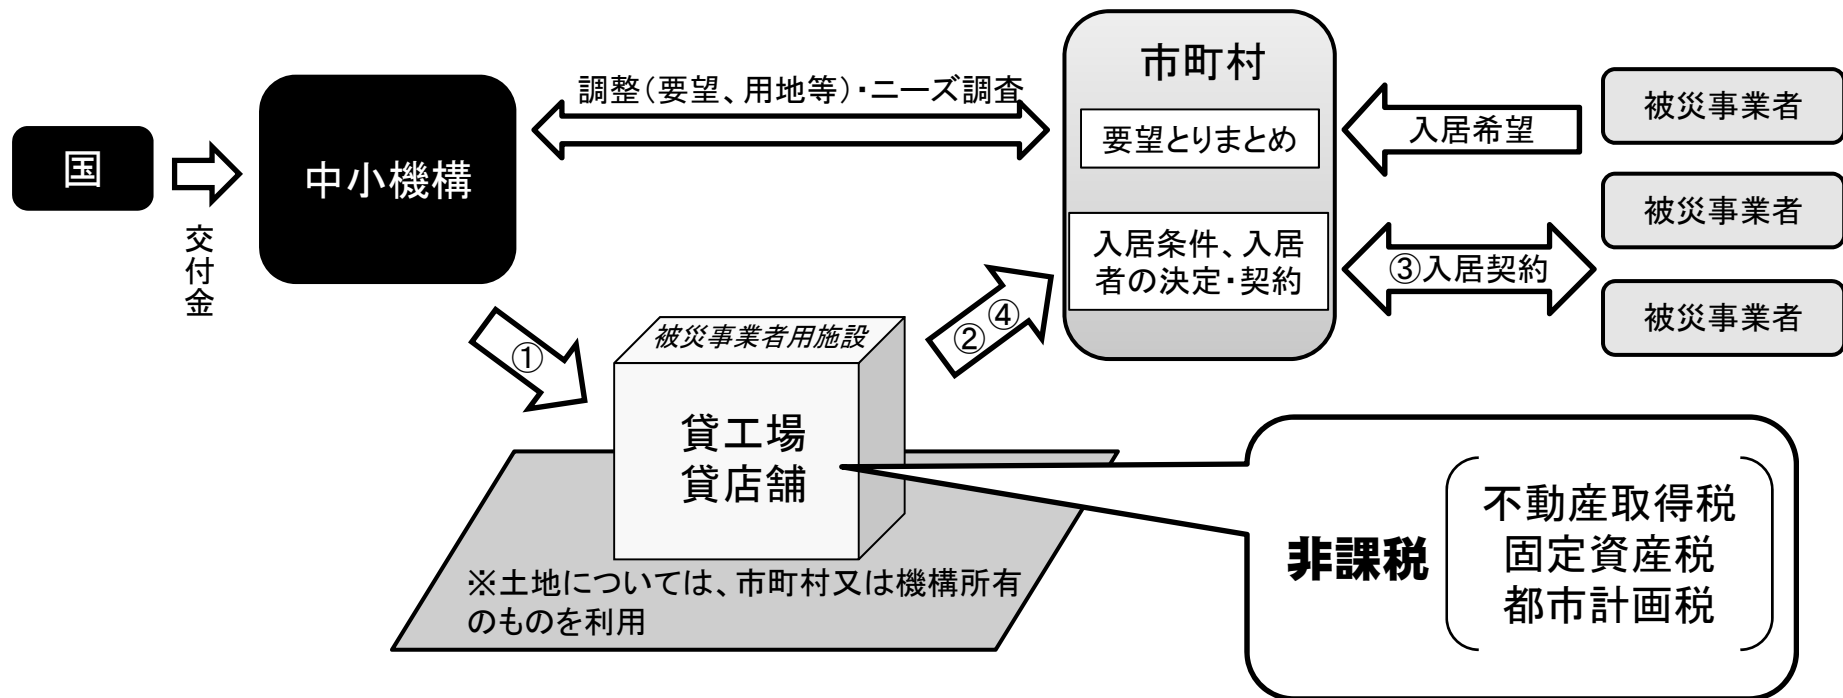 国
交付金
中小機構
調整（要望、用地等）・ニーズ調査
市町村
要望とりまとめ
入居条件、入居
者の決定・契約
入居希望
③入居契約
被災事業者
被災事業者
被災事業者
①
② ④
被災事業者用施設
貸工場
貸店舗
※土地については、市町村又は機構所有
のものを利用
非課税
不動産取得税
固定資産税
都市計画税